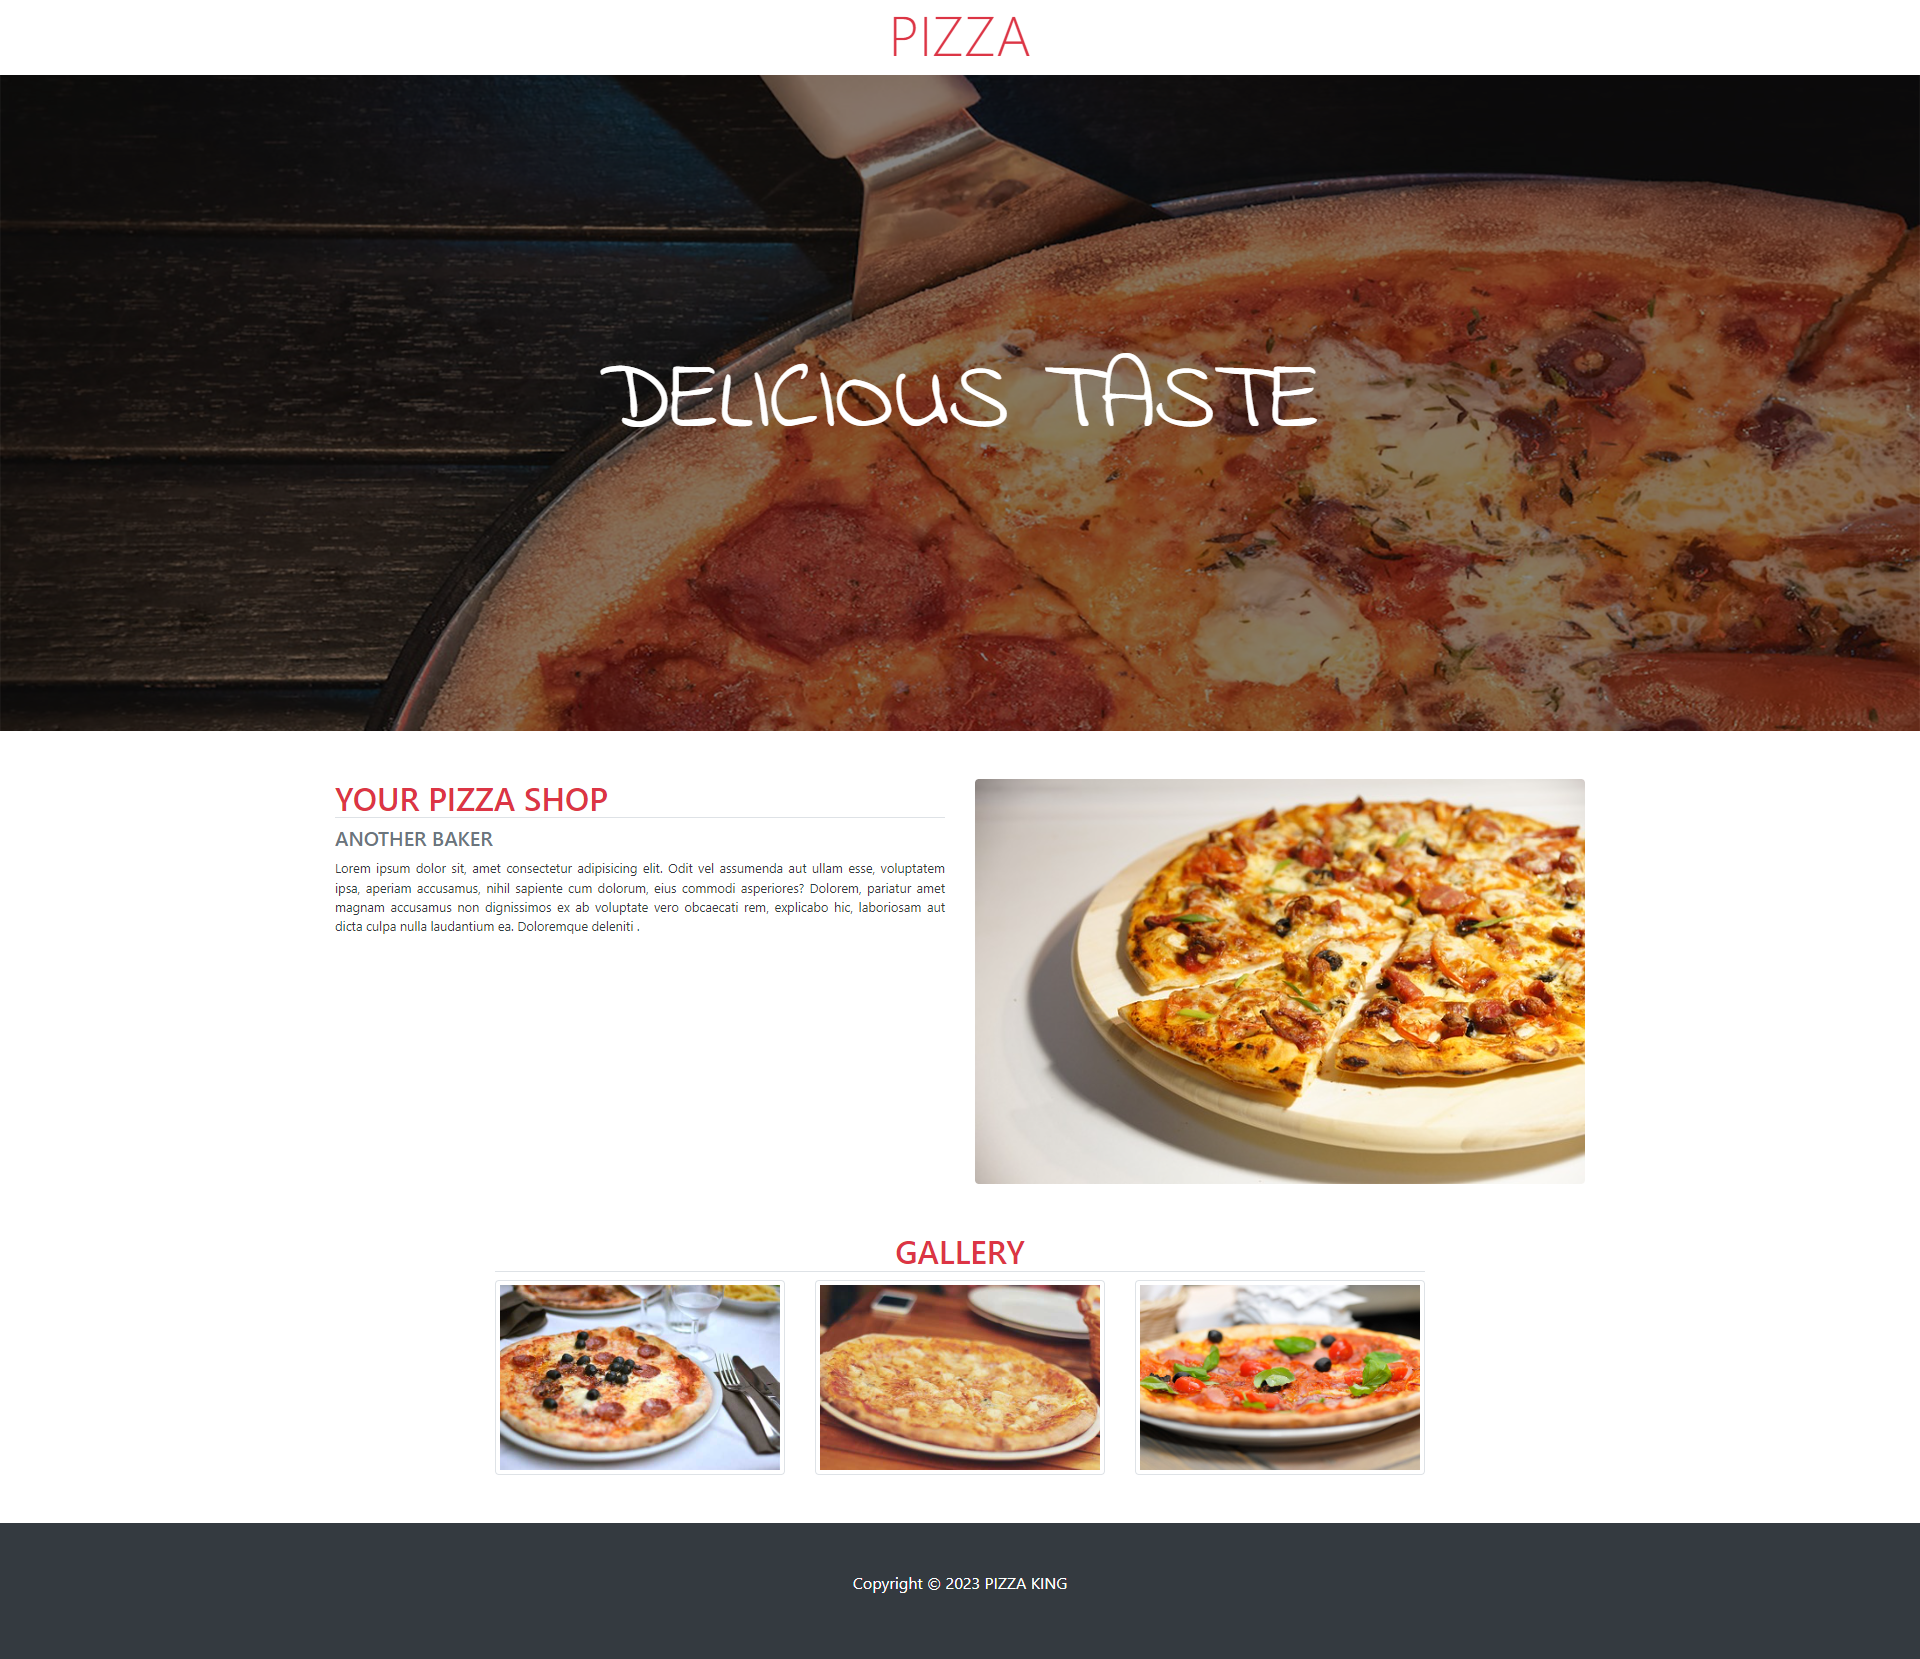 PIZZA
DELICIOUS TASTE
YOUR PIZZA SHOP
ANOTHER BAKER
Lorem ipsum dolor sit, amet consectetur adipisicing elit. Odit vel assumenda aut ullam esse, voluptatem
ipsa, aperiam accusamus, nihil sapiente cum dolorum, eius commodi asperiores? Dolorem, pariatur amet
magnam accusamus non dignissimos ex ab voluptate vero obcaecati rem, explicabo hic, laboriosam aut
dicta culpa nulla laudantium ea. Doloremque deleniti .
GALLERY
Copyright © 2023 PIZZA KING